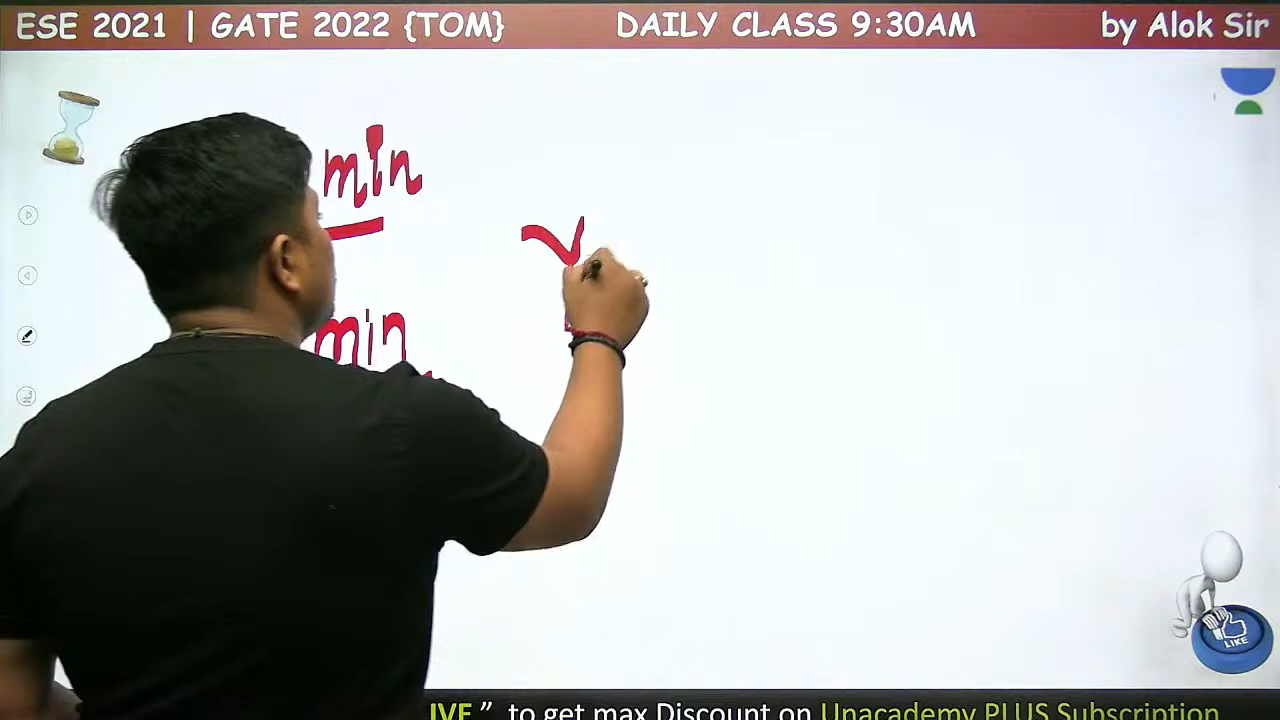 ESE 2021 | GATE 2022 {TOM} DAILY CLASS 9:30AM by Alok Sir
min
min
LIKE
” to get max Discount on Unacademy PLUS Subscription